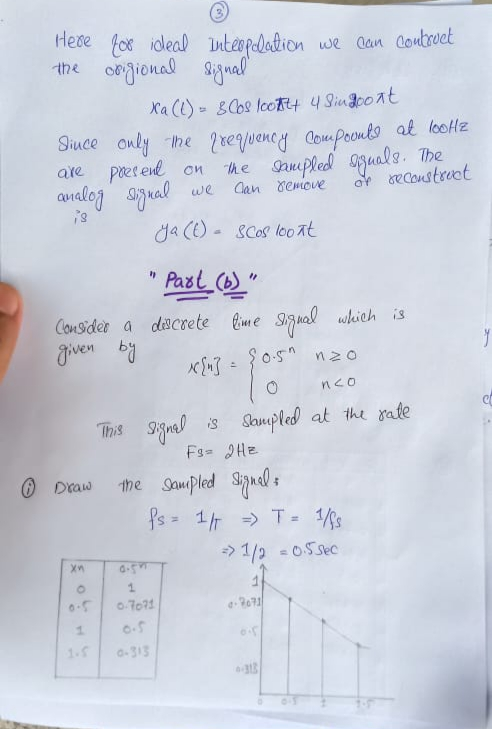 ③
Here for ideal Interpolation we can contruct
the origional signal
xa(t) = 3Cos 100πt + 4 Sin200πt
Since only the frequency compoonts at 100Hz
are present on the sampled signals. The
analog signal we can remove or reconstruct
is
ya(t) = 3Cos 100πt
" Part (b) "
Consider a discrete time signal which is
given by
x[n] = { 0.5ⁿ n ≥ 0
0 n < 0
This signal is sampled at the rate
Fs = 2Hz
① Draw the sampled signal:
fs = 1/T ⇒ T = 1/fs
⇒ 1/2 = 0.5 sec
xn 0.5ⁿ
0 1
0.5 0.7071
1 0.5
1.5 0.313
1
0.7071
0.5
0.313
0 0.5 1 1.5